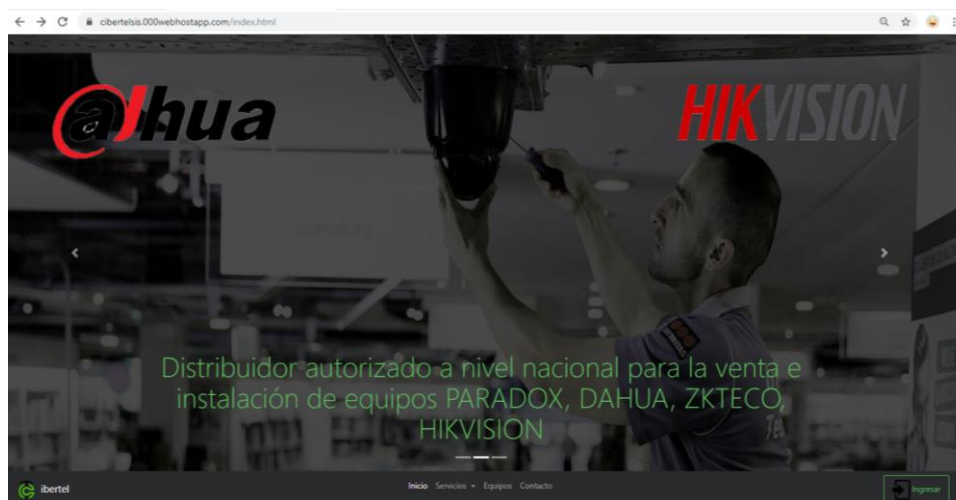 cibertelsis.000webhostapp.com/index.html
alhua HIKVISION
Distribuidor autorizado a nivel nacional para la venta e
instalación de equipos PARADOX, DAHUA, ZKTECO,
HIKVISION
ibertel Inicio Servicios Equipos Contacto Ingresar